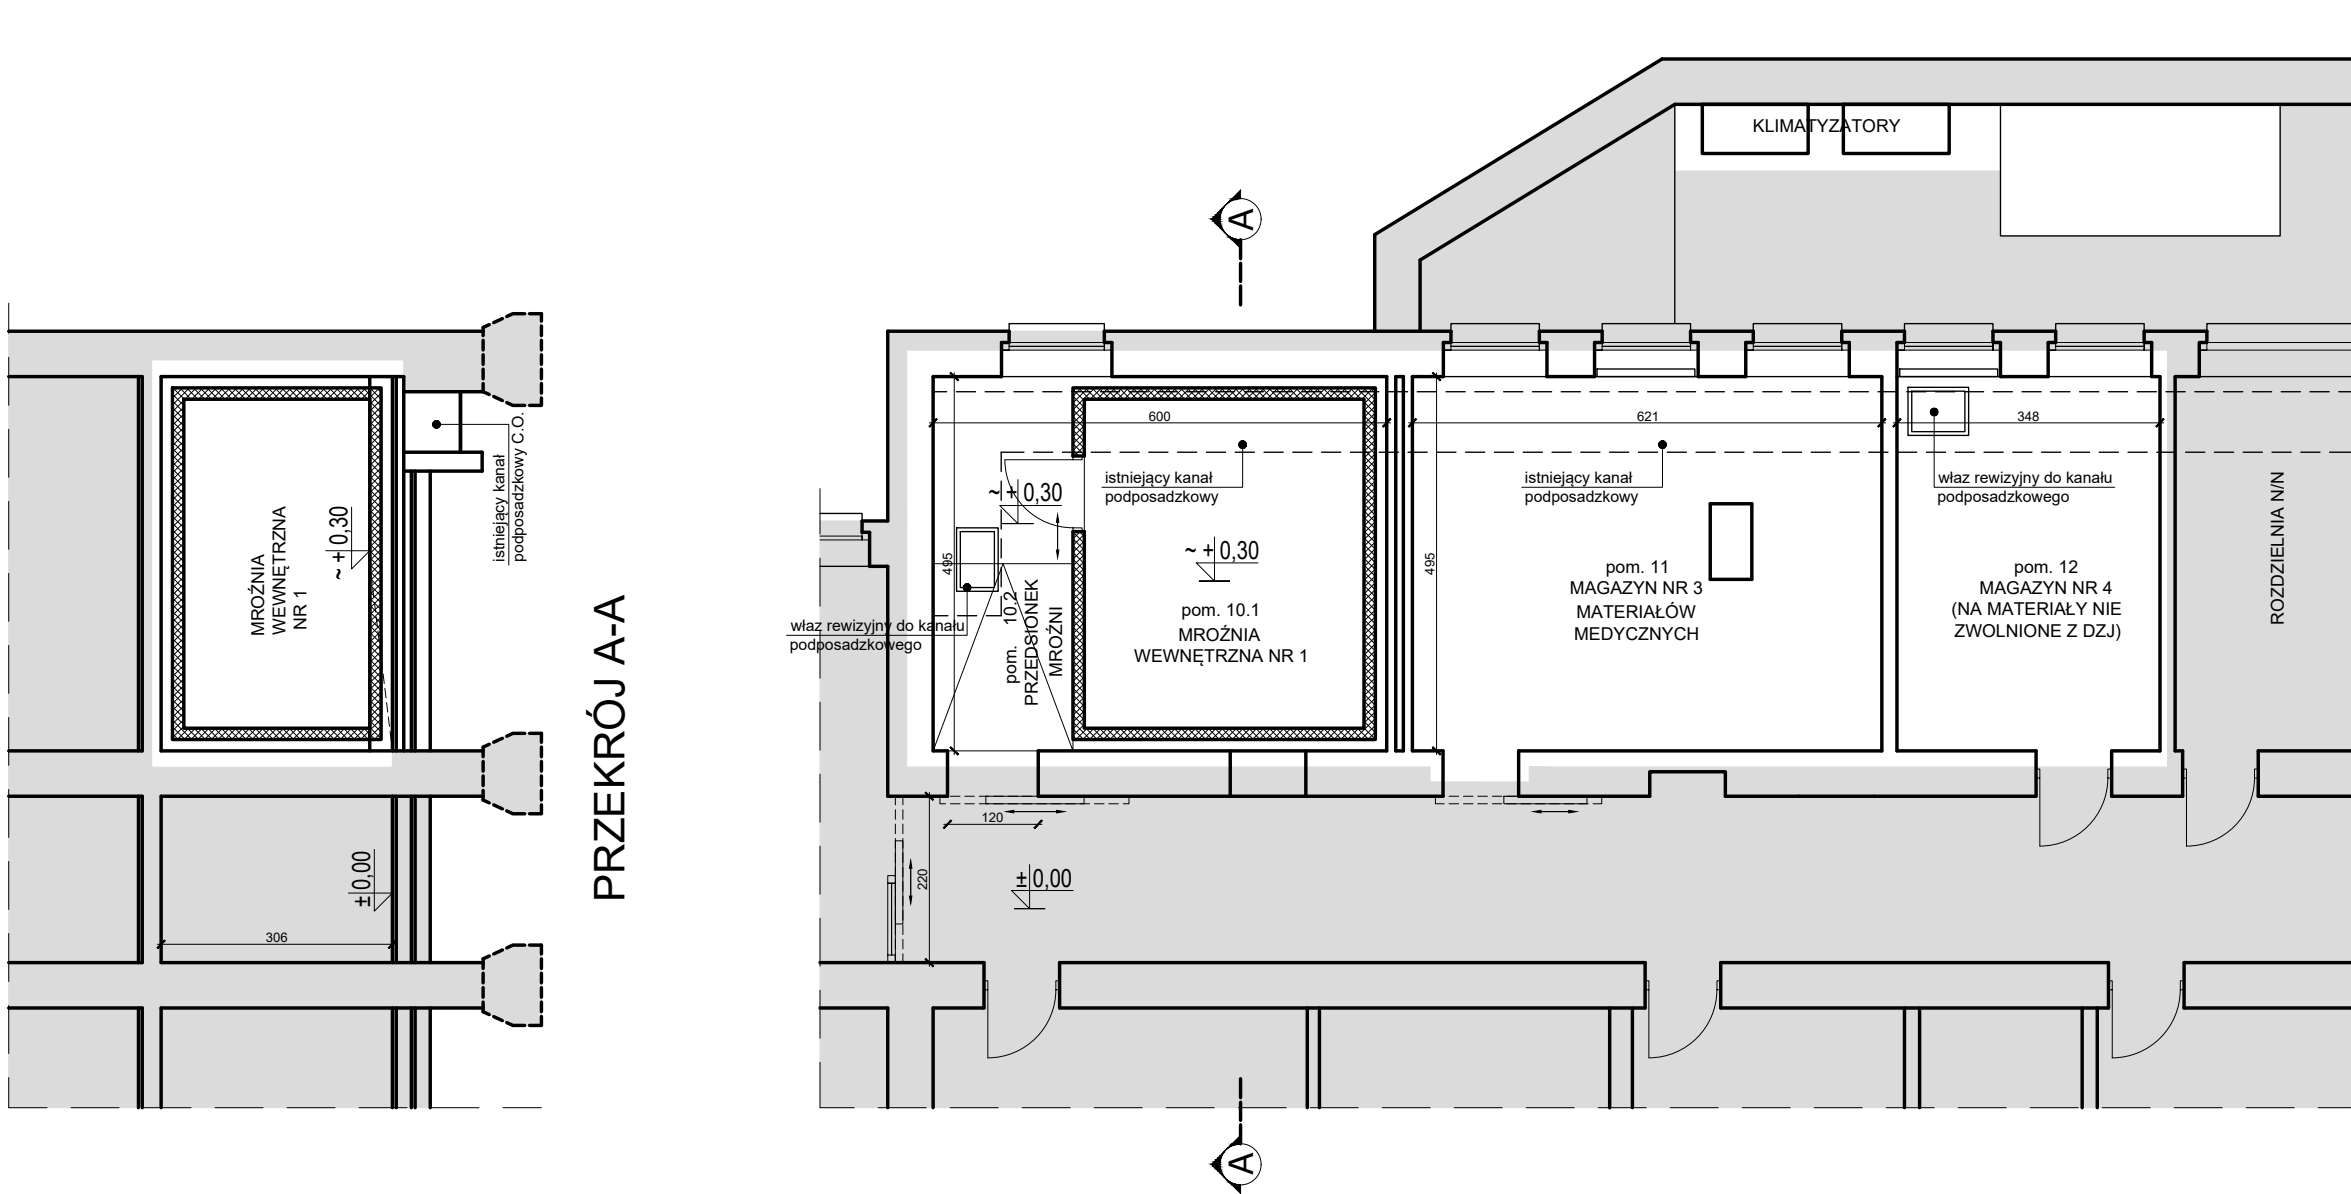 MROŹNIA
WEWNĘTRZNA
NR 1
~ + 0,30
istniejący kanał
podposadzkowy C.O.
± 0,00
306
PRZEKRÓJ A-A
A
KLIMATYZATORY
600
621
348
istniejący kanał
podposadzkowy
istniejący kanał
podposadzkowy
właz rewizyjny do kanału
podposadzkowego
~ + 0,30
~ + 0,30
495
495
pom. 10.2
PRZEDSIONEK
MROŹNI
właz rewizyjny do kanału
podposadzkowego
pom. 10.1
MROŹNIA
WEWNĘTRZNA NR 1
pom. 11
MAGAZYN NR 3
MATERIAŁÓW
MEDYCZNYCH
pom. 12
MAGAZYN NR 4
(NA MATERIAŁY NIE
ZWOLNIONE Z DZJ)
ROZDZIELNIA N/N
120
220
± 0,00
A